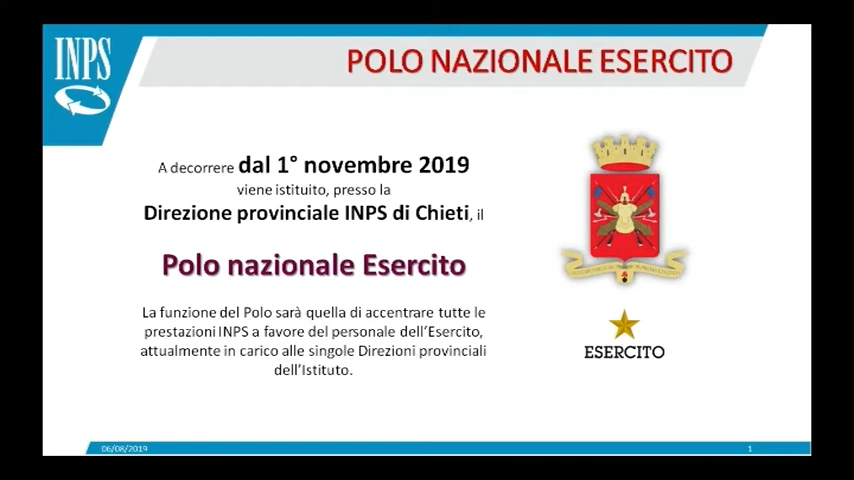 INPS
POLO NAZIONALE ESERCITO
A decorrere dal 1° novembre 2019
viene istituito, presso la
Direzione provinciale INPS di Chieti, il
Polo nazionale Esercito
La funzione del Polo sarà quella di accentrare tutte le
prestazioni INPS a favore del personale dell'Esercito,
attualmente in carico alle singole Direzioni provinciali
dell'Istituto.
ESERCITO
06/08/2019
1